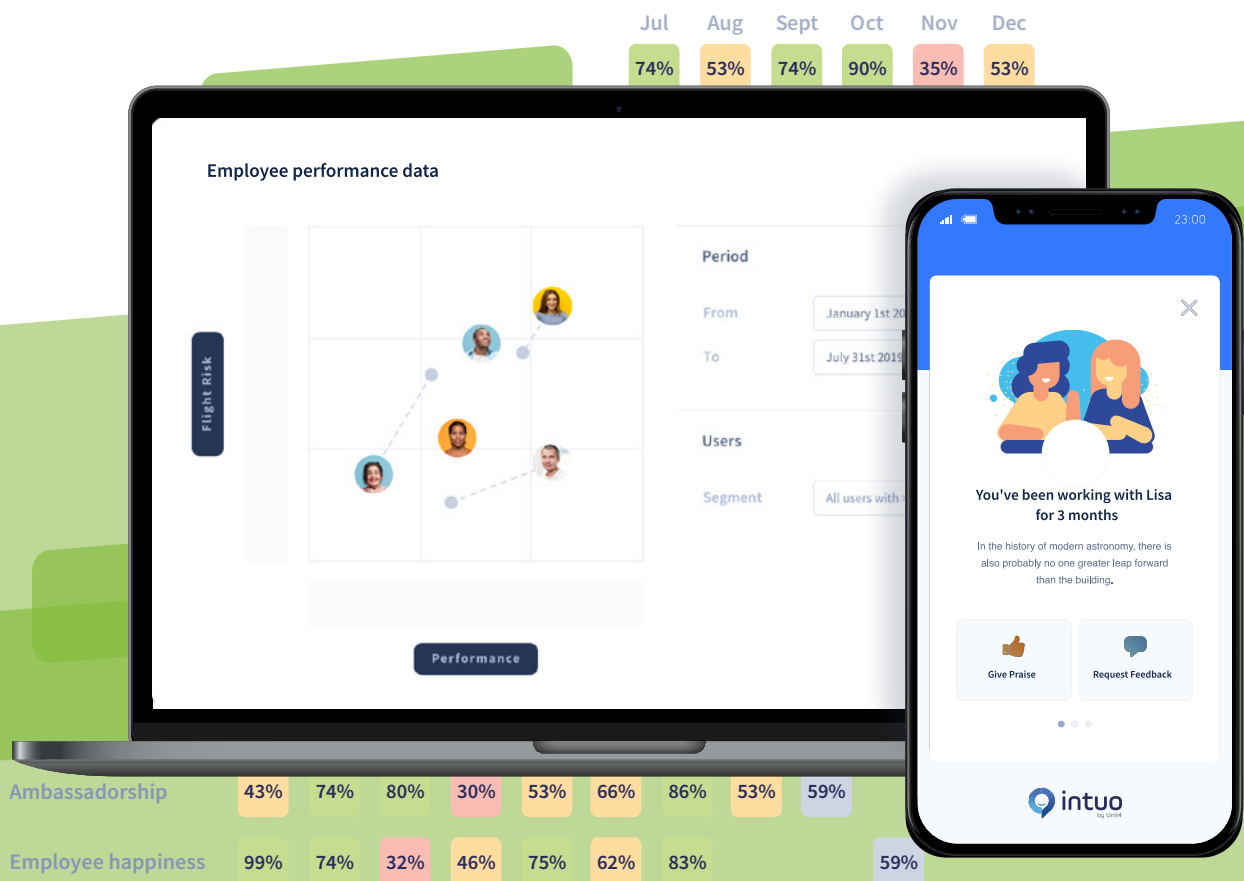 Jul Aug Sept Oct Nov Dec
74% 53% 74% 90% 35% 53%
Employee performance data
Flight Risk
Performance
Period
From January 1st 20
To July 31st 2019
Users
Segment All users with
23:00
You've been working with Lisa
for 3 months
In the history of modern astronomy, there is
also probably no one greater leap forward
than the building.
Give Praise Request Feedback
intuo
by Unit4
Ambassadorship 43% 74% 80% 30% 53% 66% 86% 53% 59%
Employee happiness 99% 74% 32% 46% 75% 62% 83% 59%